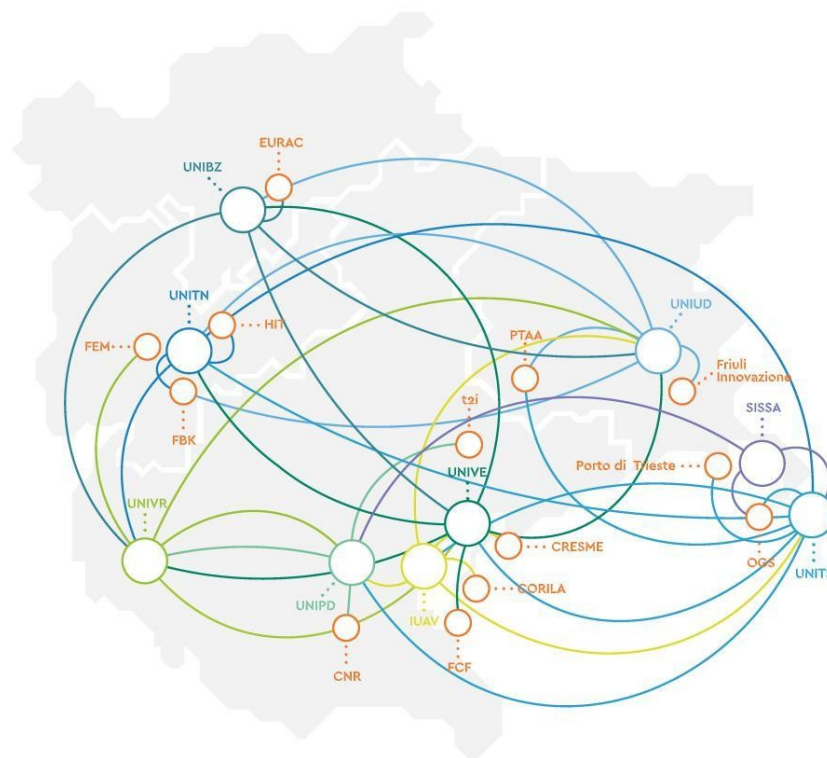 EURAC
UNIBZ
UNITN
HIT
FEM
FBK
PTAA
UNIUD
Friuli
Innovazione
t2i
SISSA
UNIVE
Porto di Trieste
UNIVR
CRESME
OGS
UNIPD
IUAV
CORILA
CNR